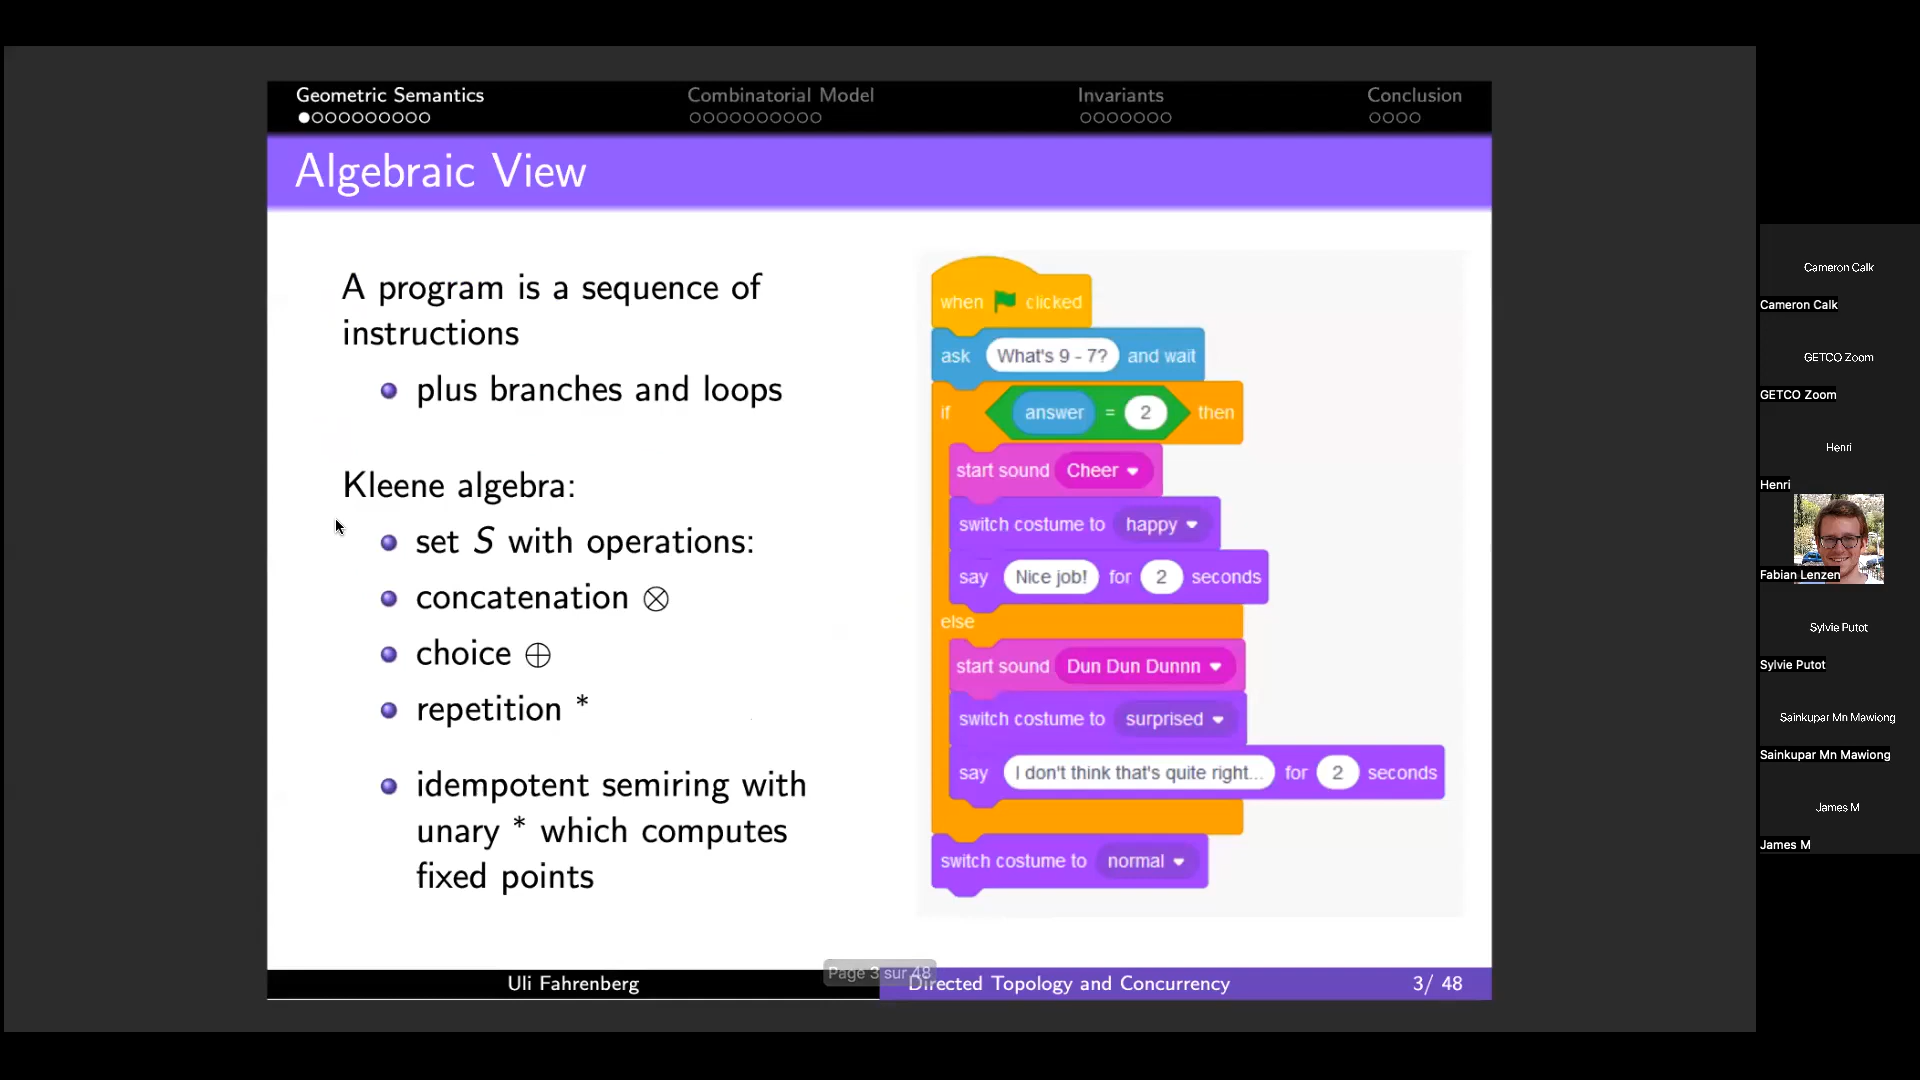 Geometric Semantics Combinatorial Model Invariants Conclusion
Algebraic View
A program is a sequence of
instructions
plus branches and loops
Kleene algebra:
set S with operations:
concatenation ⊗
choice ⊕
repetition *
idempotent semiring with
unary * which computes
fixed points
when clicked
ask What's 9 - 7? and wait
if answer = 2 then
start sound Cheer
switch costume to happy
say Nice job! for 2 seconds
else
start sound Dun Dun Dunnn
switch costume to surprised
say I don't think that's quite right... for 2 seconds
switch costume to normal
Page 3 sur 48
Uli Fahrenberg Directed Topology and Concurrency 3/ 48
Cameron Calk
Cameron Calk
GETCO Zoom
GETCO Zoom
Henri
Henri
Fabian Lenzen
Sylvie Putot
Sylvie Putot
Sainkupar Mn Mawiong
Sainkupar Mn Mawiong
James M
James M